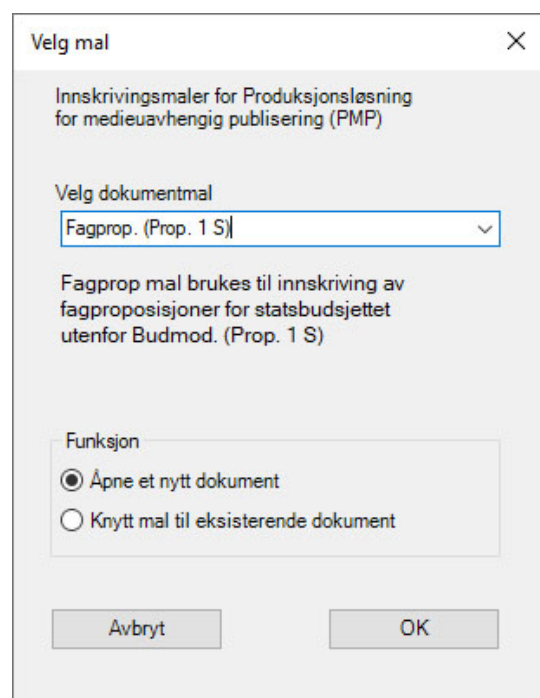 Velg mal
Innskrivingsmaler for Produksjonsløsning
for medieuavhengig publisering (PMP)
Velg dokumentmal
Fagprop. (Prop. 1 S)
Fagprop mal brukes til innskriving av
fagproposisjoner for statsbudsjettet
utenfor Budmod. (Prop. 1 S)
Funksjon
Åpne et nytt dokument
Knytt mal til eksisterende dokument
Avbryt
OK